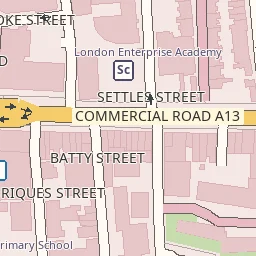 OKE STREET
London Enterprise Academy
D
Sc
SETTLES STREET
COMMERCIAL ROAD A13
BATTY STREET
RIQUES STREET
rimary School